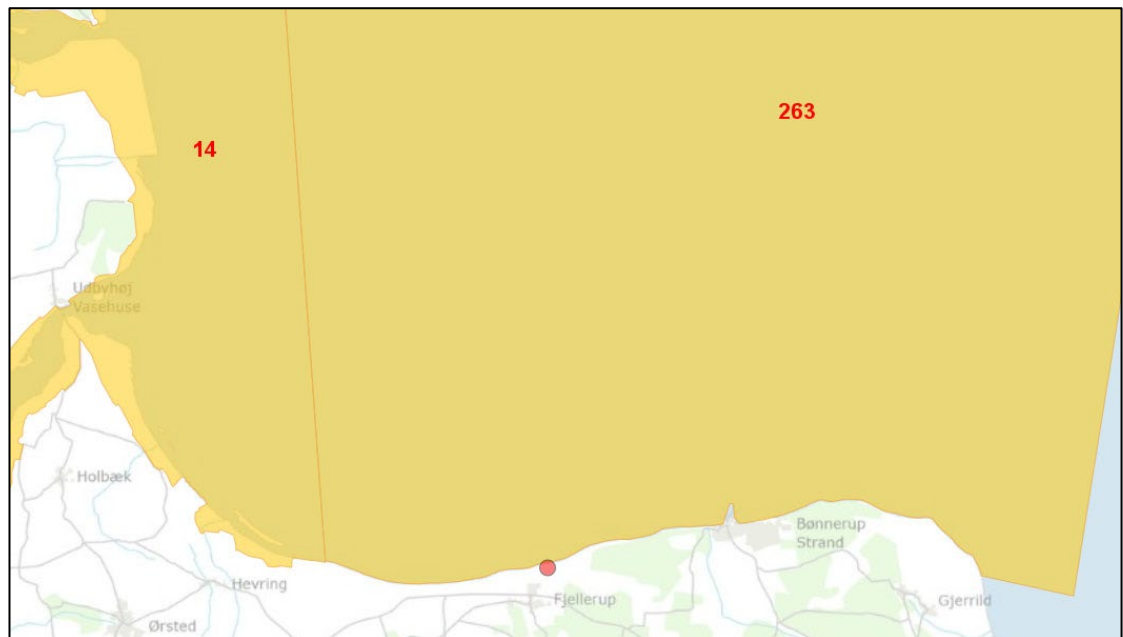 263
14
Udbyhøj
Vasehuse
Holbæk
Bønnerup
Strand
Hevring
Fjellerup
Gjerrild
Ørsted